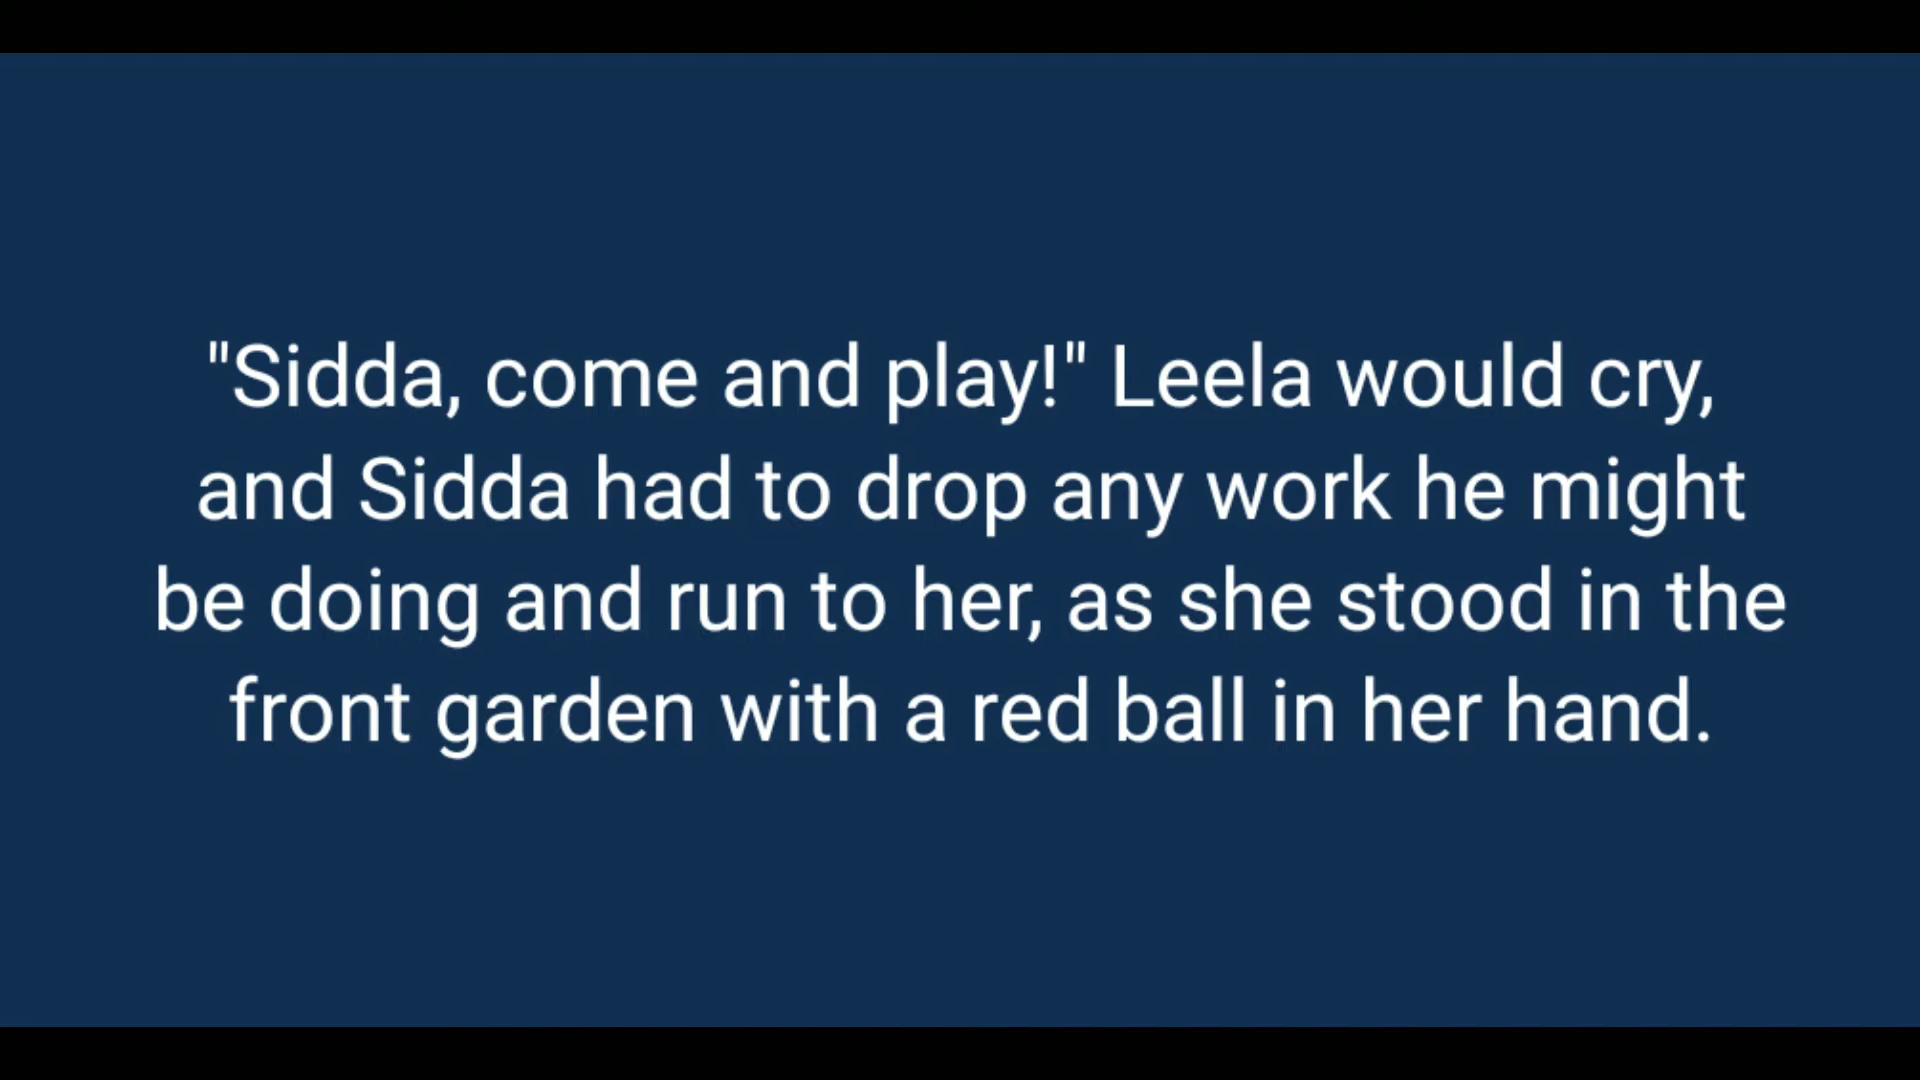 "Sidda, come and play!" Leela would cry,
and Sidda had to drop any work he might
be doing and run to her, as she stood in the
front garden with a red ball in her hand.